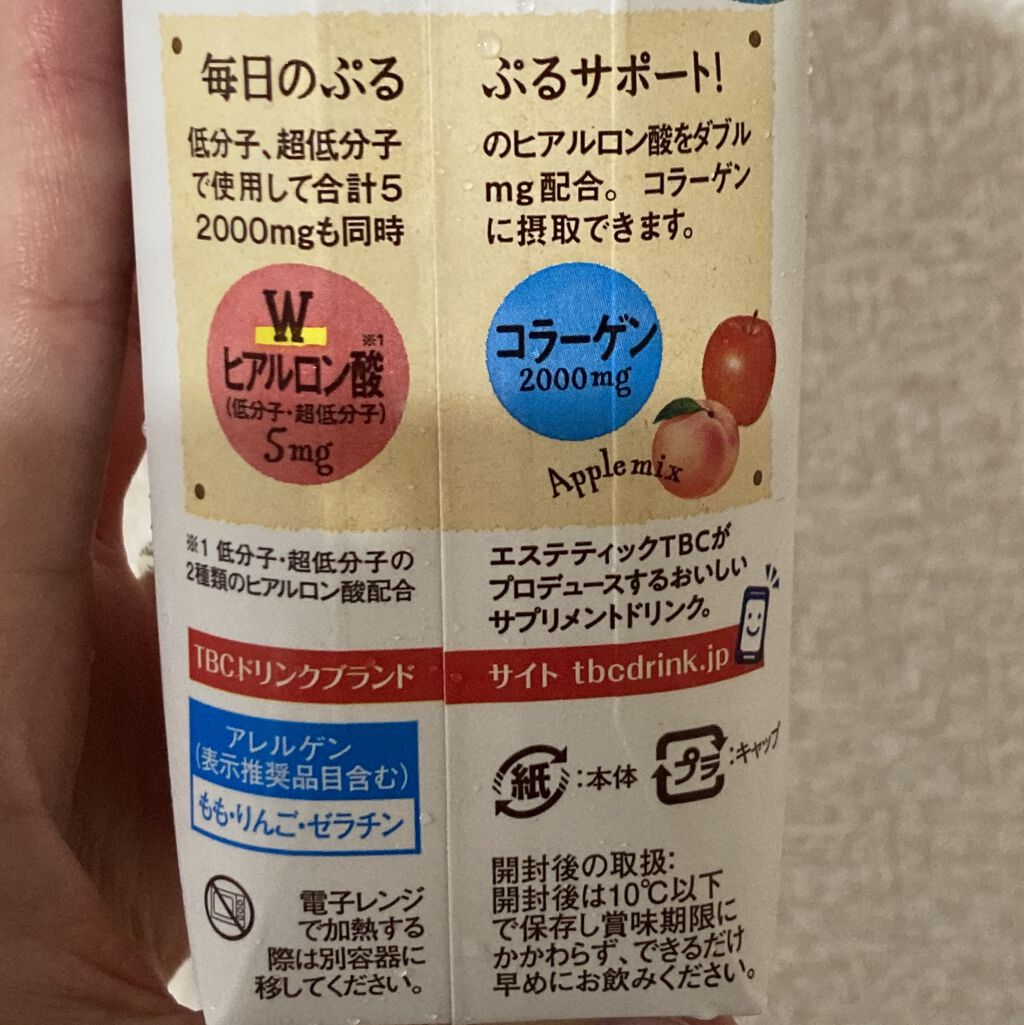 毎日のぷるぷるサポート!
低分子、超低分子のヒアルロン酸をダブル
で使用して合計5mg配合。コラーゲン
2000mgも同時に摂取できます。
W
ヒアルロン酸※1
(低分子・超低分子)
5mg
コラーゲン
2000mg
Apple mix
※1 低分子・超低分子の
2種類のヒアルロン酸配合
エステティックTBCが
プロデュースするおいしい
サプリメントドリンク。
TBCドリンクブランドサイト tbcdrink.jp
アレルゲン
(表示推奨品目含む)
もも・りんご・ゼラチン
紙:本体 プラ:キャップ
電子レンジ
で加熱する
際は別容器に
移してください。
開封後の取扱:
開封後は10℃以下
で保存し賞味期限に
かかわらず、できるだけ
早めにお飲みください。